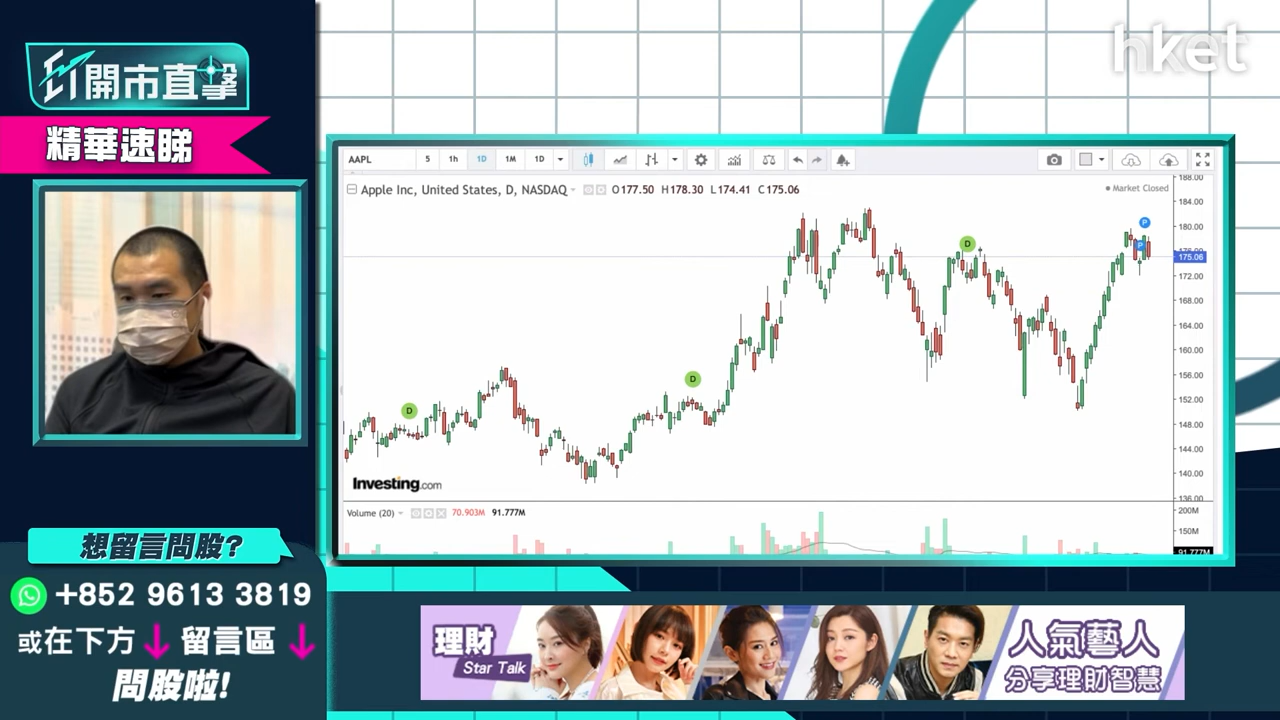 hket
ET開市直擊
精華速睇
AAPL 5 1h 1D 1M 1D
Apple Inc, United States, D, NASDAQ O177.50 H178.30 L174.41 C175.06
Market Closed
188.00
184.00
180.00
176.00
175.06
172.00
168.00
164.00
160.00
156.00
152.00
148.00
144.00
140.00
136.00
P
P
D
D
D
Investing.com
Volume (20) 70.903M 91.777M
200M
150M
91.777M
想留言問股?
+852 9613 3819
或在下方 留言區
問股啦!
理財
Star Talk
人氣藝人
分享理財智慧